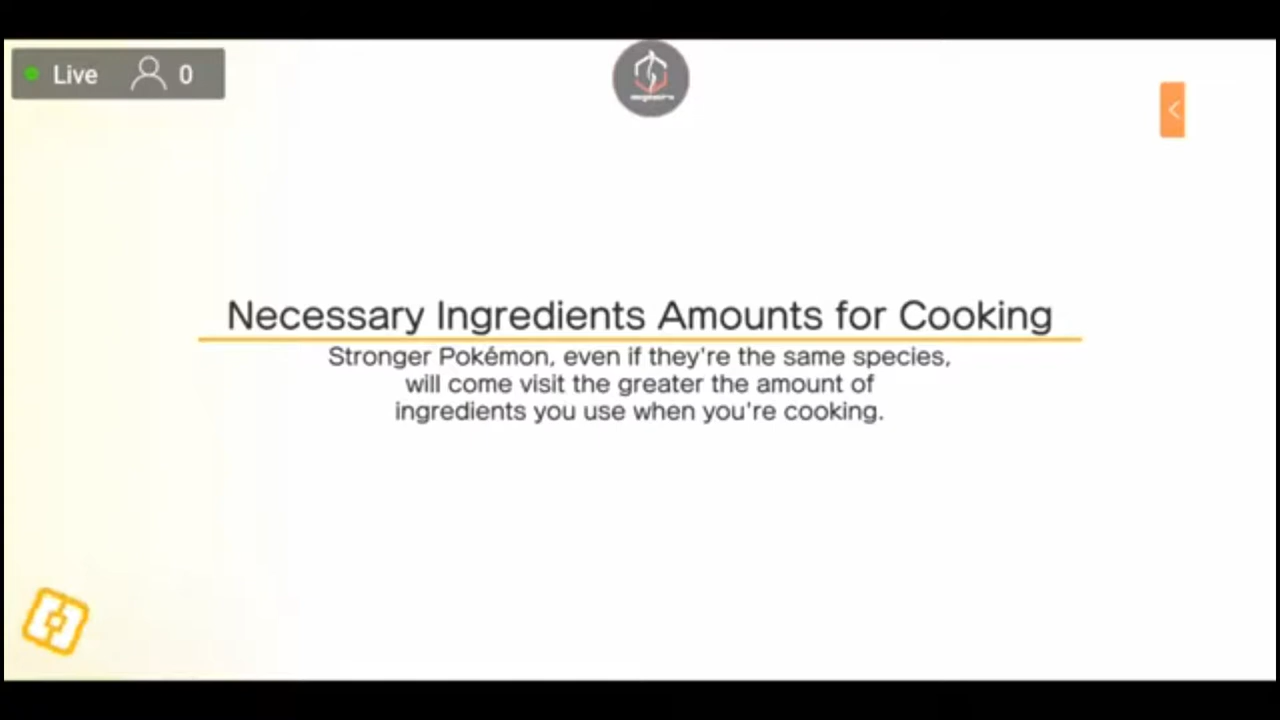 Live 0
Necessary Ingredients Amounts for Cooking
Stronger Pokémon, even if they're the same species,
will come visit the greater the amount of
ingredients you use when you're cooking.